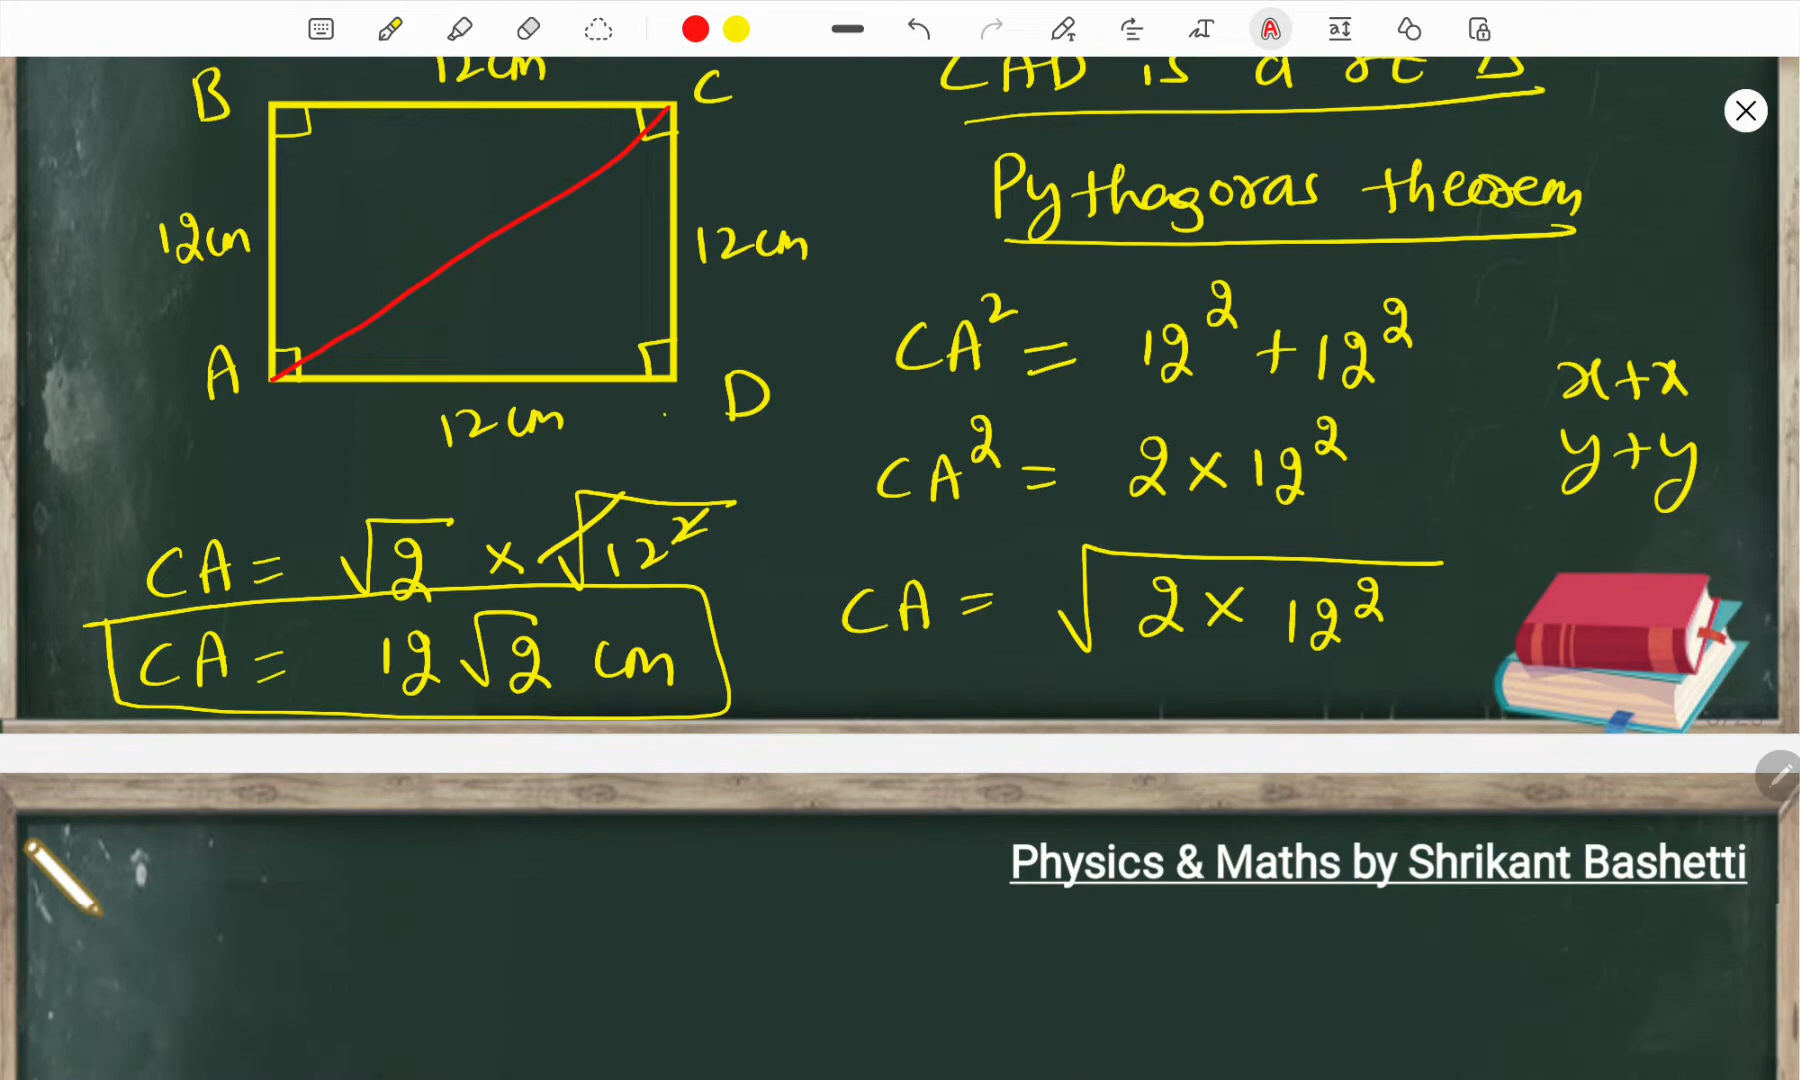 12cm
B
C
12cm
12cm
A
D
12cm
CAD is a rt Δ
Pythagoras theorem
CA² = 12² + 12²
x+x
CA² = 2 × 12²
y+y
CA = √2 × √12²
CA = √2 × 12²
CA = 12√2 cm
Physics & Maths by Shrikant Bashetti